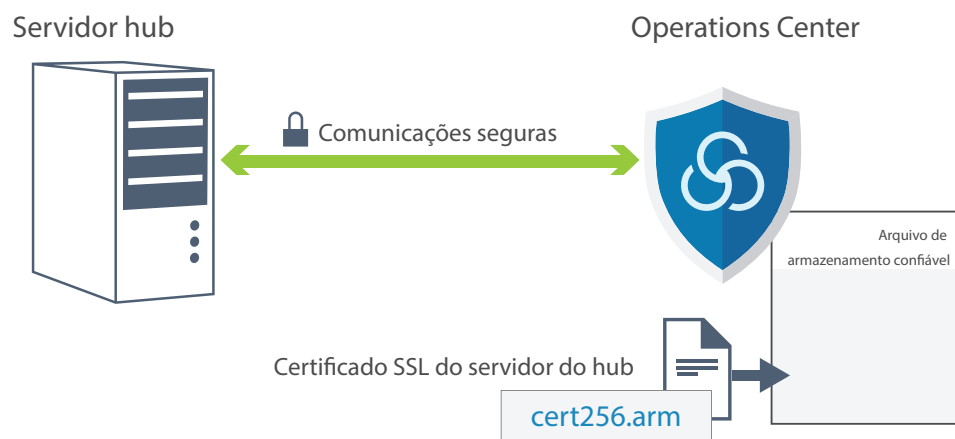 Servidor hub
Operations Center
Comunicações seguras
Arquivo de
armazenamento confiável
Certificado SSL do servidor do hub
cert256.arm